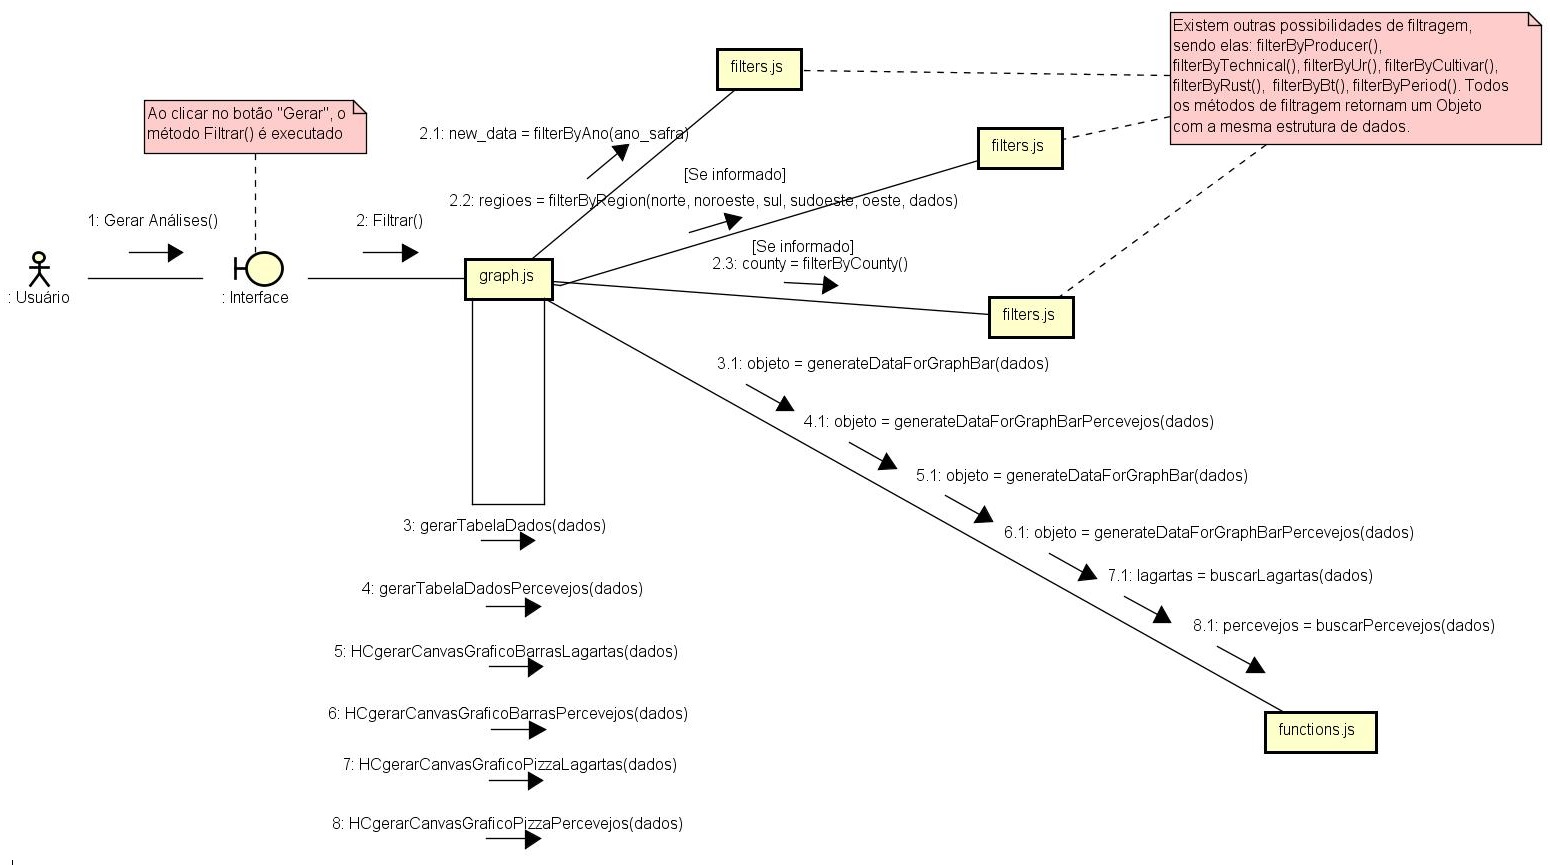 Existem outras possibilidades de filtragem,
sendo elas: filterByProducer(),
filterByTechnical(), filterByUr(), filterByCultivar(),
filterByRust(),  filterByBt(), filterByPeriod(). Todos
os métodos de filtragem retornam um Objeto
com a mesma estrutura de dados.
filters.js
Ao clicar no botão "Gerar", o
método Filtrar() é executado
2.1: new_data = filterByAno(ano_safra)
filters.js
[Se informado]
2.2: regioes = filterByRegion(norte, noroeste, sul, sudoeste, oeste, dados)
1: Gerar Análises()
2: Filtrar()
[Se informado]
2.3: county = filterByCounty()
graph.js
: Usuário
: Interface
filters.js
3.1: objeto = generateDataForGraphBar(dados)
4.1: objeto = generateDataForGraphBarPercevejos(dados)
5.1: objeto = generateDataForGraphBar(dados)
3: gerarTabelaDados(dados)
6.1: objeto = generateDataForGraphBarPercevejos(dados)
7.1: lagartas = buscarLagartas(dados)
4: gerarTabelaDadosPercevejos(dados)
8.1: percevejos = buscarPercevejos(dados)
5: HCgerarCanvasGraficoBarrasLagartas(dados)
6: HCgerarCanvasGraficoBarrasPercevejos(dados)
functions.js
7: HCgerarCanvasGraficoPizzaLagartas(dados)
8: HCgerarCanvasGraficoPizzaPercevejos(dados)